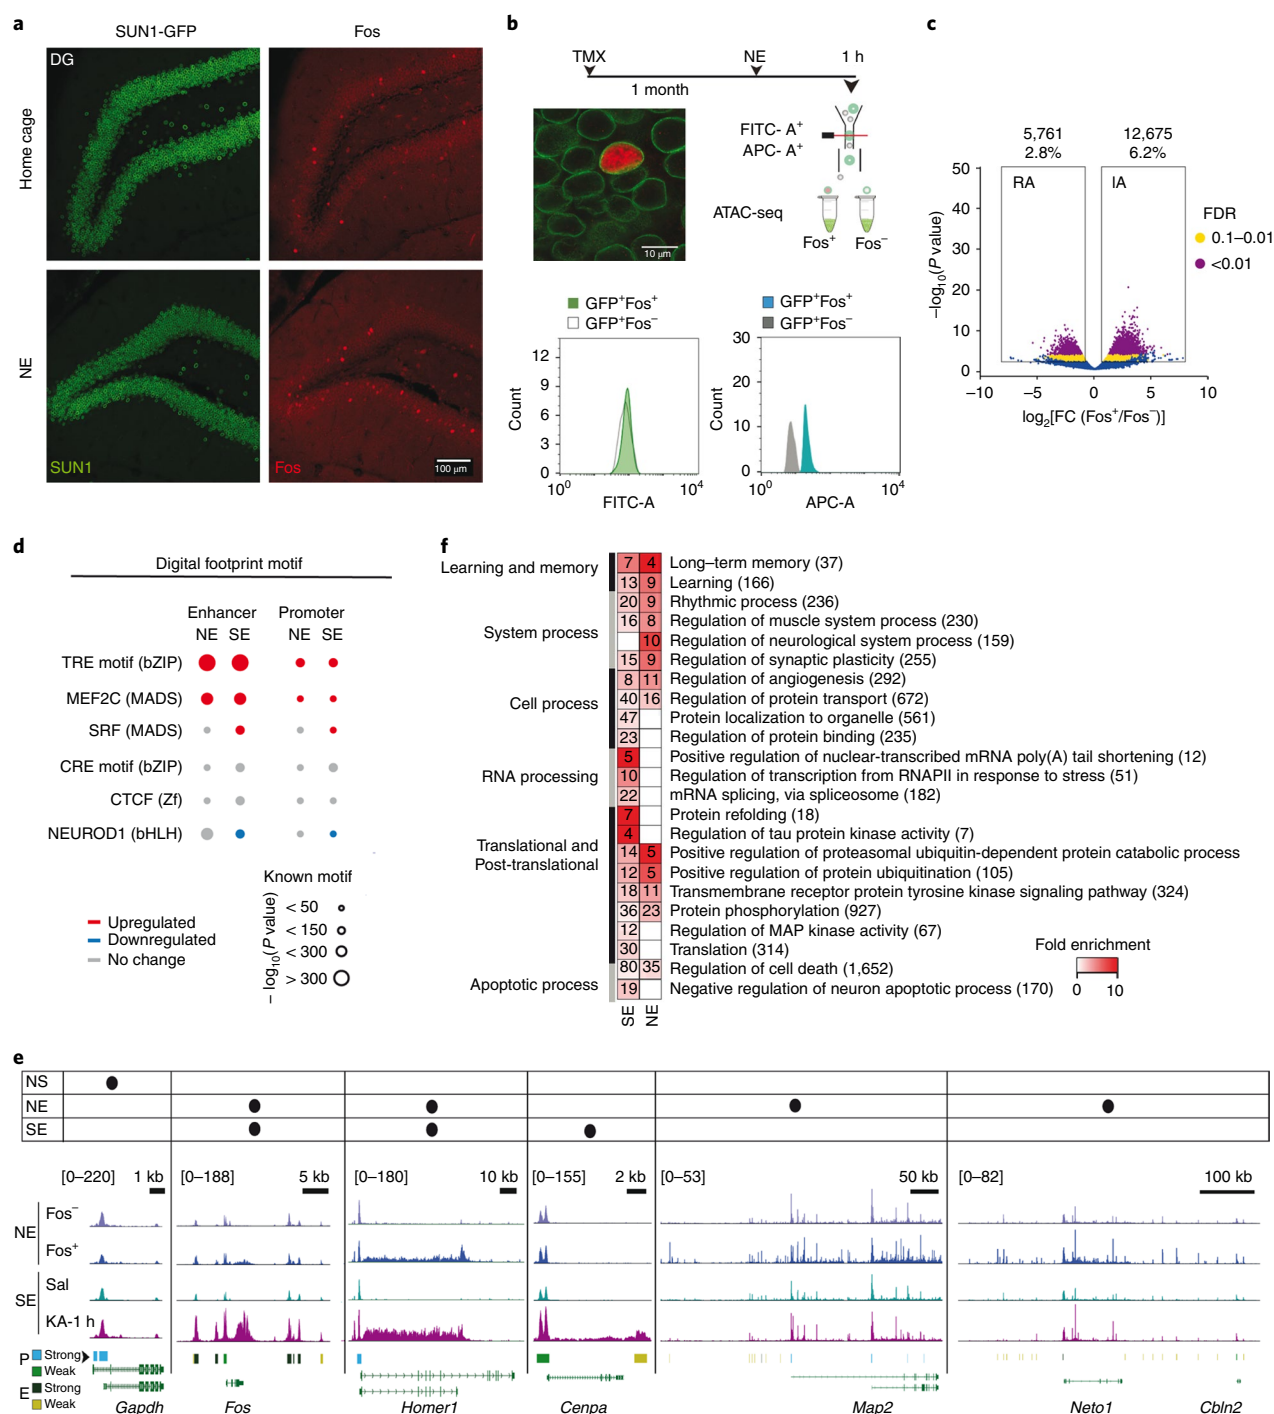 a
SUN1-GFP
Fos
DG
Home cage
NE
SUN1
Fos
100 µm
b
TMX
NE
1 h
1 month
FITC- A+
APC- A+
ATAC-seq
Fos+
Fos−
10 µm
GFP+Fos+
GFP+Fos−
12
9
6
3
0
Count
10^0
10^4
FITC-A
GFP+Fos+
GFP+Fos−
30
20
10
0
Count
10^0
10^4
APC-A
c
5,761
2.8%
12,675
6.2%
RA
IA
50
40
30
20
10
0
−log10(P value)
−10
−5
0
5
10
log2[FC (Fos+/Fos−)]
FDR
0.1–0.01
<0.01
d
Digital footprint motif
Enhancer
Promoter
NE SE NE SE
TRE motif (bZIP)
MEF2C (MADS)
SRF (MADS)
CRE motif (bZIP)
CTCF (Zf)
NEUROD1 (bHLH)
Known motif
− log10(P value)
< 50
< 150
< 300
> 300
Upregulated
Downregulated
No change
f
Learning and memory
System process
Cell process
RNA processing
Translational and
Post-translational
Apoptotic process
7 4 Long–term memory (37)
13 9 Learning (166)
20 9 Rhythmic process (236)
16 8 Regulation of muscle system process (230)
10 Regulation of neurological system process (159)
15 9 Regulation of synaptic plasticity (255)
8 11 Regulation of angiogenesis (292)
40 16 Regulation of protein transport (672)
47 Protein localization to organelle (561)
23 Regulation of protein binding (235)
5 Positive regulation of nuclear-transcribed mRNA poly(A) tail shortening (12)
10 Regulation of transcription from RNAPII in response to stress (51)
22 mRNA splicing, via spliceosome (182)
7 Protein refolding (18)
4 Regulation of tau protein kinase activity (7)
14 5 Positive regulation of proteasomal ubiquitin-dependent protein catabolic process
12 5 Positive regulation of protein ubiquitination (105)
18 11 Transmembrane receptor protein tyrosine kinase signaling pathway (324)
36 23 Protein phosphorylation (927)
12 Regulation of MAP kinase activity (67)
30 Translation (314)
80 35 Regulation of cell death (1,652)
19 Negative regulation of neuron apoptotic process (170)
SE NE
Fold enrichment
0 10
e
NS
NE
SE
[0–220] 1 kb
[0–188] 5 kb
[0–180] 10 kb
[0–155] 2 kb
[0–53] 50 kb
[0–82] 100 kb
NE
Fos−
Fos+
SE
Sal
KA-1 h
P
Strong
Weak
E
Strong
Weak
Gapdh
Fos
Homer1
Cenpa
Map2
Neto1
Cbln2